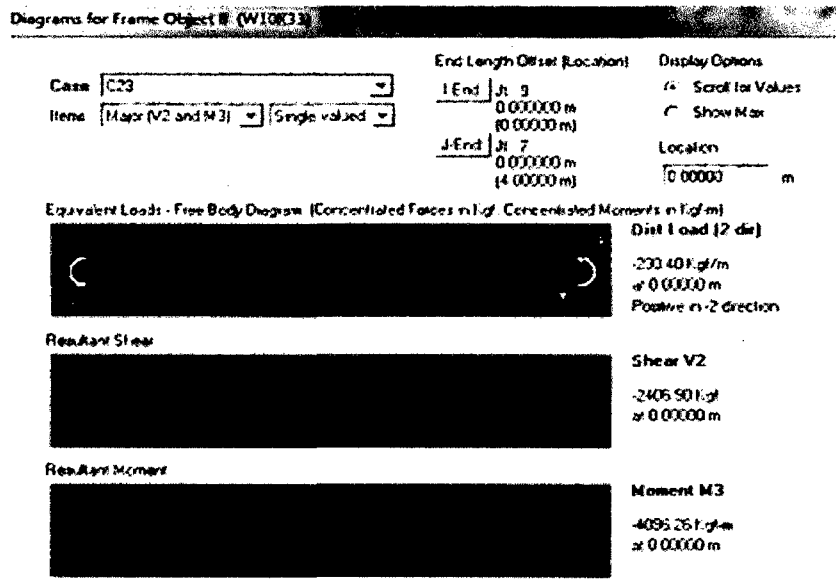 Diagrams for Frame Object 8 (W10X33)
End Length Offset (Location)
Display Options
Case C23
I-End Jt: 9
Scroll for Values
Items Major (V2 and M3) Single valued
0.000000 m
Show Max
(0.00000 m)
J-End Jt: 7
Location
0.000000 m
0.00000 m
(4.00000 m)
Equivalent Loads - Free Body Diagram (Concentrated Forces in Kgf, Concentrated Moments in Kgf-m)
Dist Load (2-dir)
Kgf/m
at 0.00000 m
Positive in -2 direction
Resultant Shear
Shear V2
-2406.90 Kgf
at 0.00000 m
Resultant Moment
Moment M3
-4096.26 Kgf-m
at 0.00000 m